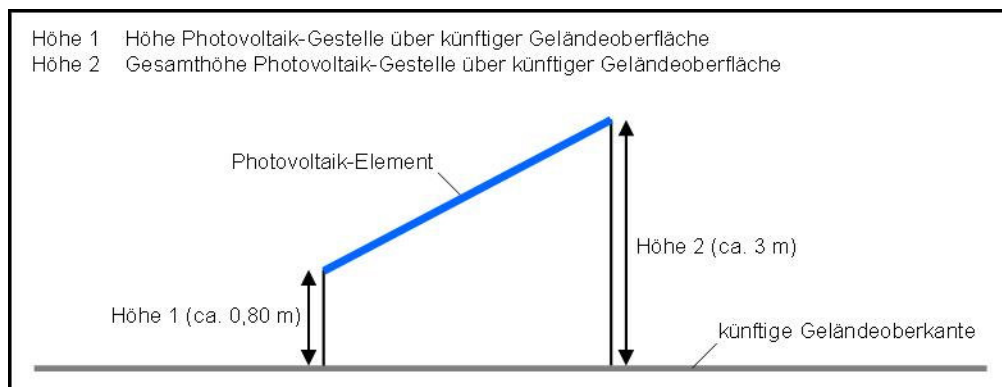 Höhe 1 Höhe Photovoltaik-Gestelle über künftiger Geländeoberfläche
Höhe 2 Gesamthöhe Photovoltaik-Gestelle über künftiger Geländeoberfläche
Photovoltaik-Element
Höhe 2 (ca. 3 m)
Höhe 1 (ca. 0,80 m)
künftige Geländeoberkante